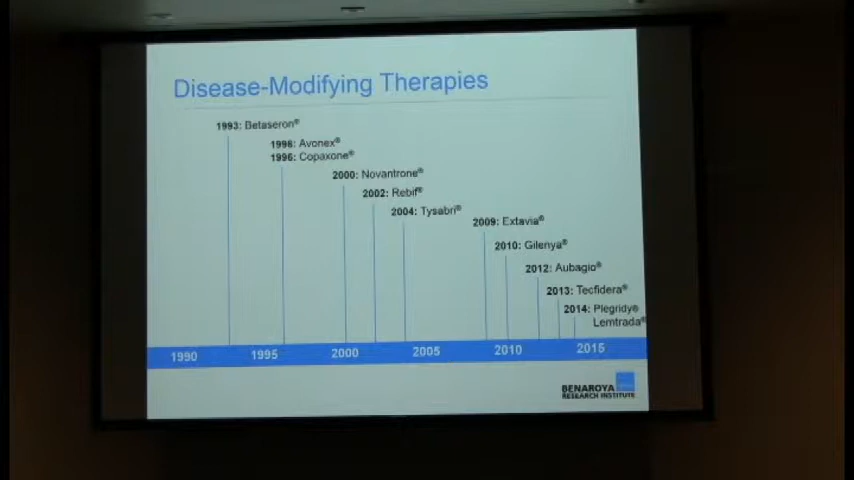 Disease-Modifying Therapies
1993: Betaseron®
1996: Avonex®
1996: Copaxone®
2000: Novantrone®
2002: Rebif®
2004: Tysabri®
2009: Extavia®
2010: Gilenya®
2012: Aubagio®
2013: Tecfidera®
2014: Plegridy®
Lemtrada®
1990 1995 2000 2005 2010 2015
BENAROYA
RESEARCH INSTITUTE